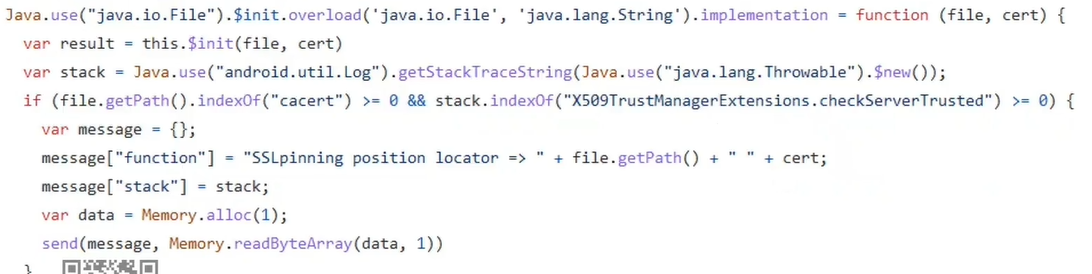 Java.use("java.io.File").$init.overload('java.io.File', 'java.lang.String').implementation = function (file, cert) {
  var result = this.$init(file, cert)
  var stack = Java.use("android.util.Log").getStackTraceString(Java.use("java.lang.Throwable").$new());
  if (file.getPath().indexOf("cacert") >= 0 && stack.indexOf("X509TrustManagerExtensions.checkServerTrusted") >= 0) {
    var message = {};
    message["function"] = "SSLpinning position locator => " + file.getPath() + " " + cert;
    message["stack"] = stack;
    var data = Memory.alloc(1);
    send(message, Memory.readByteArray(data, 1))
  }